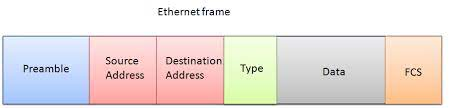 Ethernet frame
Preamble
Source
Address
Destination
Address
Type
Data
FCS